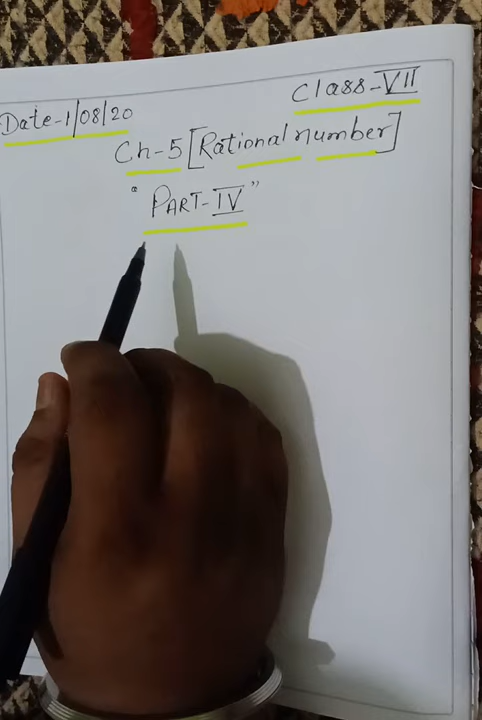 Class-VII
Date-1/08/20
Ch-5 [Rational number]
"PART-IV"